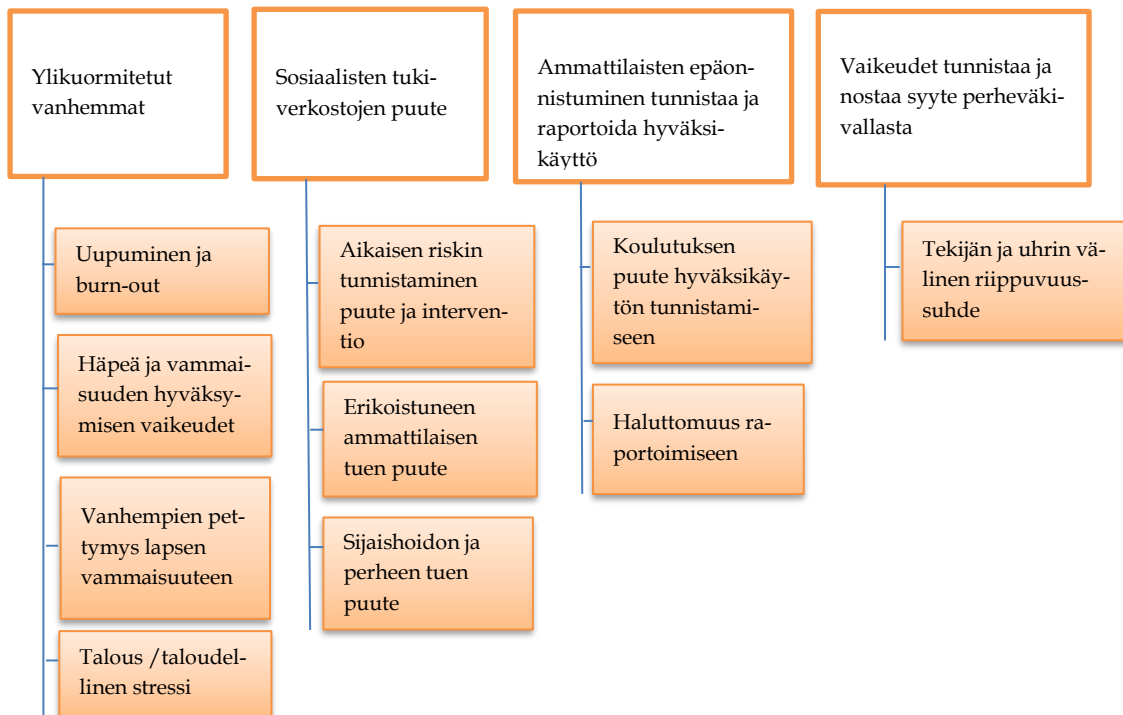 Ylikuormitetut
vanhemmat
Uupuminen ja
burn-out
Häpeä ja vammai-
suuden hyväksy-
misen vaikeudet
Vanhempien pet-
tymys lapsen
vammaisuuteen
Talous /taloudel-
linen stressi
Sosiaalisten tuki-
verkostojen puute
Aikaisen riskin
tunnistaminen
puute ja interven-
tio
Erikoistuneen
ammattilaisen
tuen puute
Sijaishoidon ja
perheen tuen
puute
Ammattilaisten epäon-
nistuminen tunnistaa ja
raportoida hyväksi-
käyttö
Koulutuksen
puute hyväksikäy-
tön tunnistami-
seen
Haluttomuus ra-
portoimiseen
Vaikeudet tunnistaa ja
nostaa syyte perheväki-
vallasta
Tekijän ja uhrin vä-
linen riippuvuus-
suhde